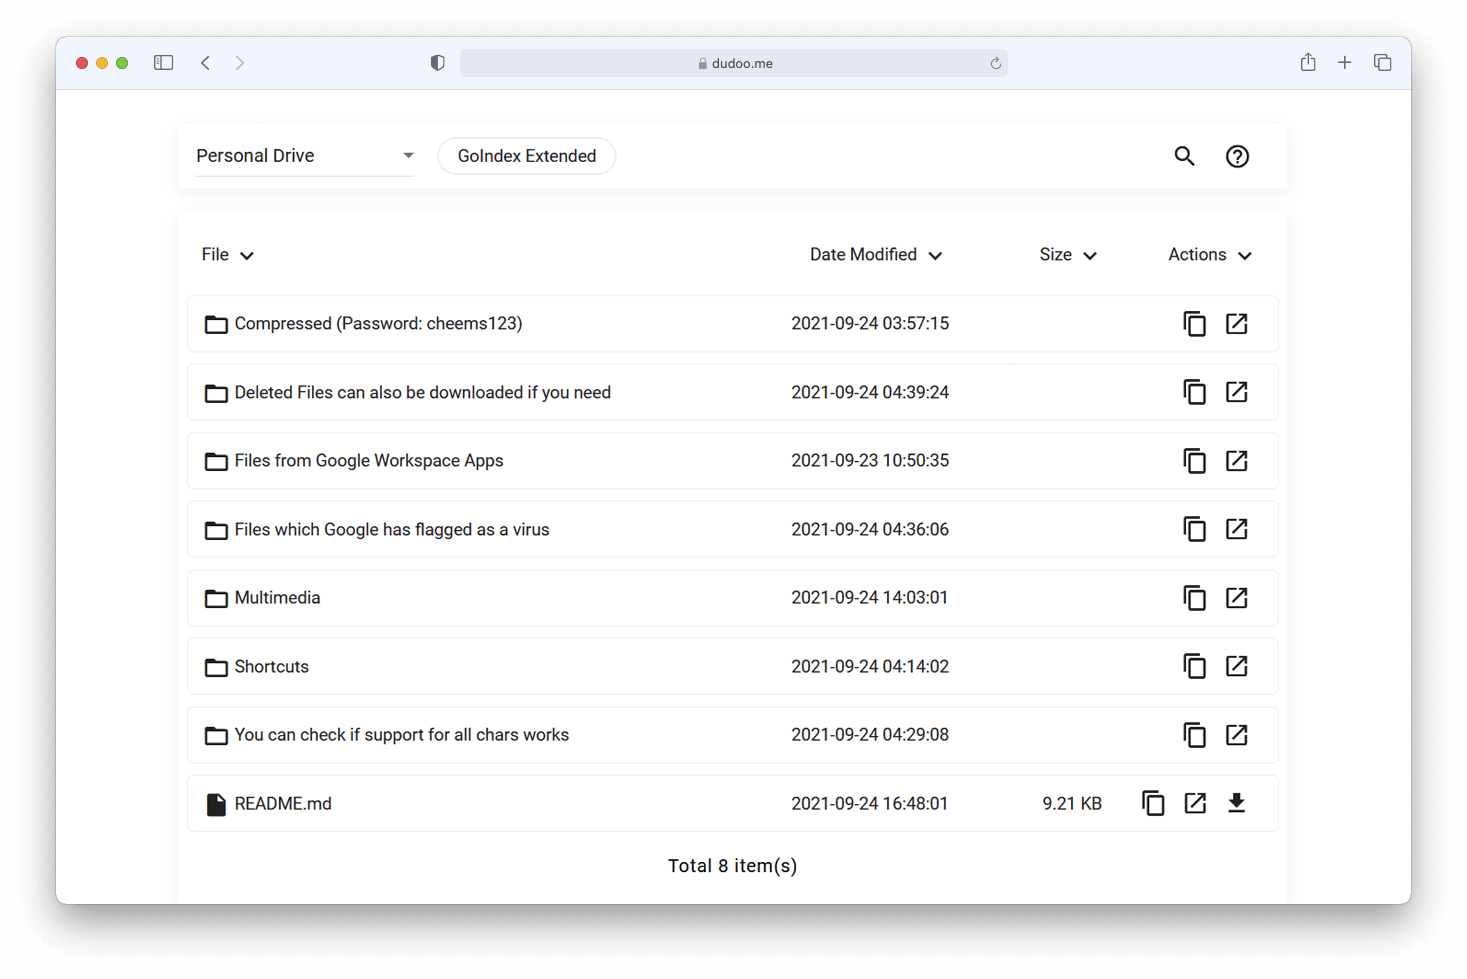 dudoo.me
Personal Drive GoIndex Extended
File Date Modified Size Actions
Compressed (Password: cheems123) 2021-09-24 03:57:15
Deleted Files can also be downloaded if you need 2021-09-24 04:39:24
Files from Google Workspace Apps 2021-09-23 10:50:35
Files which Google has flagged as a virus 2021-09-24 04:36:06
Multimedia 2021-09-24 14:03:01
Shortcuts 2021-09-24 04:14:02
You can check if support for all chars works 2021-09-24 04:29:08
README.md 2021-09-24 16:48:01 9.21 KB
Total 8 item(s)